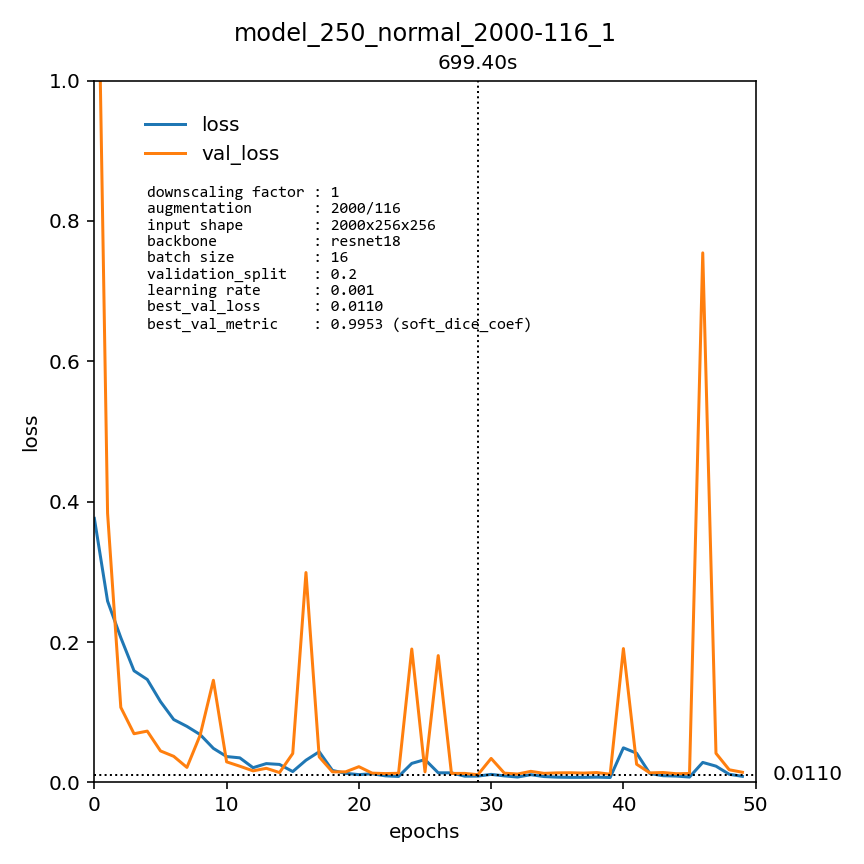 model_250_normal_2000-116_1
699.40s
1.0
loss
val_loss
downscaling factor : 1
augmentation : 2000/116
input shape : 2000x256x256
backbone : resnet18
batch size : 16
validation_split : 0.2
learning rate : 0.001
best_val_loss : 0.0110
best_val_metric : 0.9953 (soft_dice_coef)
0.8
0.6
0.4
0.2
0.0
loss
0.0110
0 10 20 30 40 50
epochs